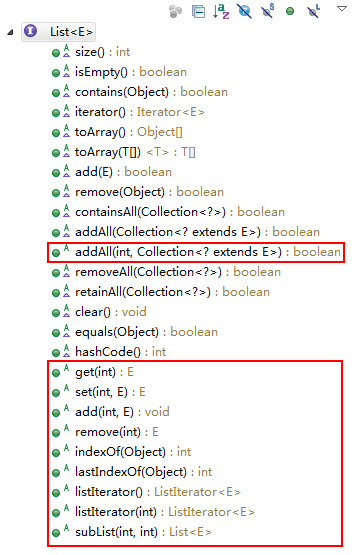 List<E>
size() : int
isEmpty() : boolean
contains(Object) : boolean
iterator() : Iterator<E>
toArray() : Object[]
toArray(T[]) <T> : T[]
add(E) : boolean
remove(Object) : boolean
containsAll(Collection<?>) : boolean
addAll(Collection<? extends E>) : boolean
addAll(int, Collection<? extends E>) : boolean
removeAll(Collection<?>) : boolean
retainAll(Collection<?>) : boolean
clear() : void
equals(Object) : boolean
hashCode() : int
get(int) : E
set(int, E) : E
add(int, E) : void
remove(int) : E
indexOf(Object) : int
lastIndexOf(Object) : int
listIterator() : ListIterator<E>
listIterator(int) : ListIterator<E>
subList(int, int) : List<E>